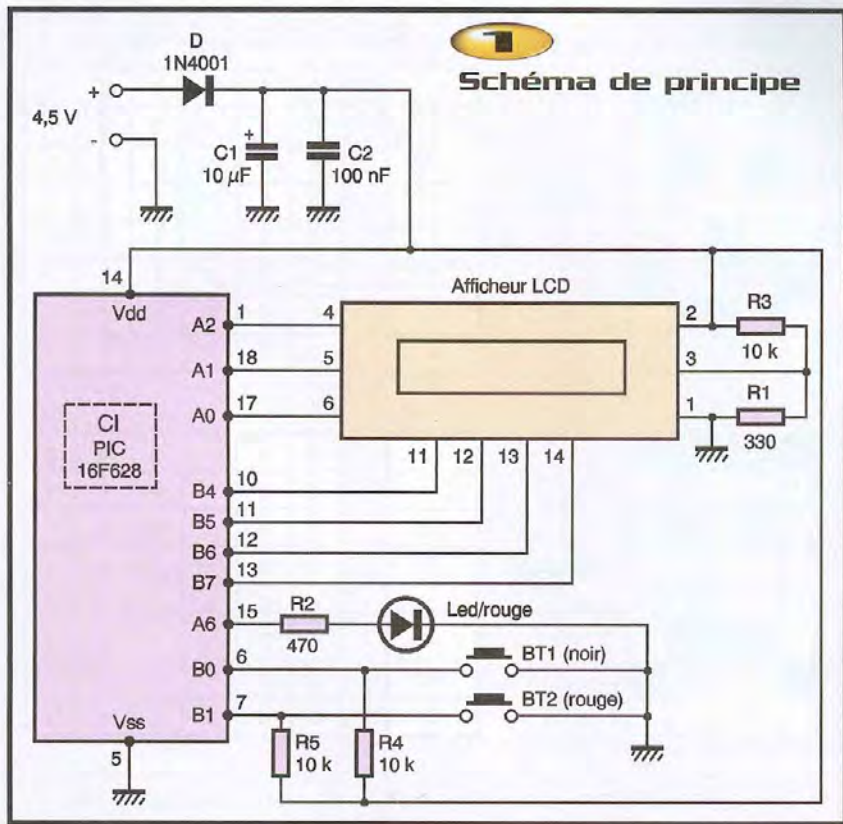 1
Schéma de principe
D
1N4001
+
4,5 V
-
+
C1
10 µF
C2
100 nF
14
Vdd
Afficheur LCD
A2 1 4
2
R3
10 k
A1 18 5
3
A0 17 6
1
R1
330
CI
PIC
16F628
11 12 13 14
B4 10
B5 11
B6 12
B7 13
A6 15
R2
470
Led/rouge
B0 6
BT1 (noir)
B1 7
BT2 (rouge)
Vss
5
R5
10 k
R4
10 k